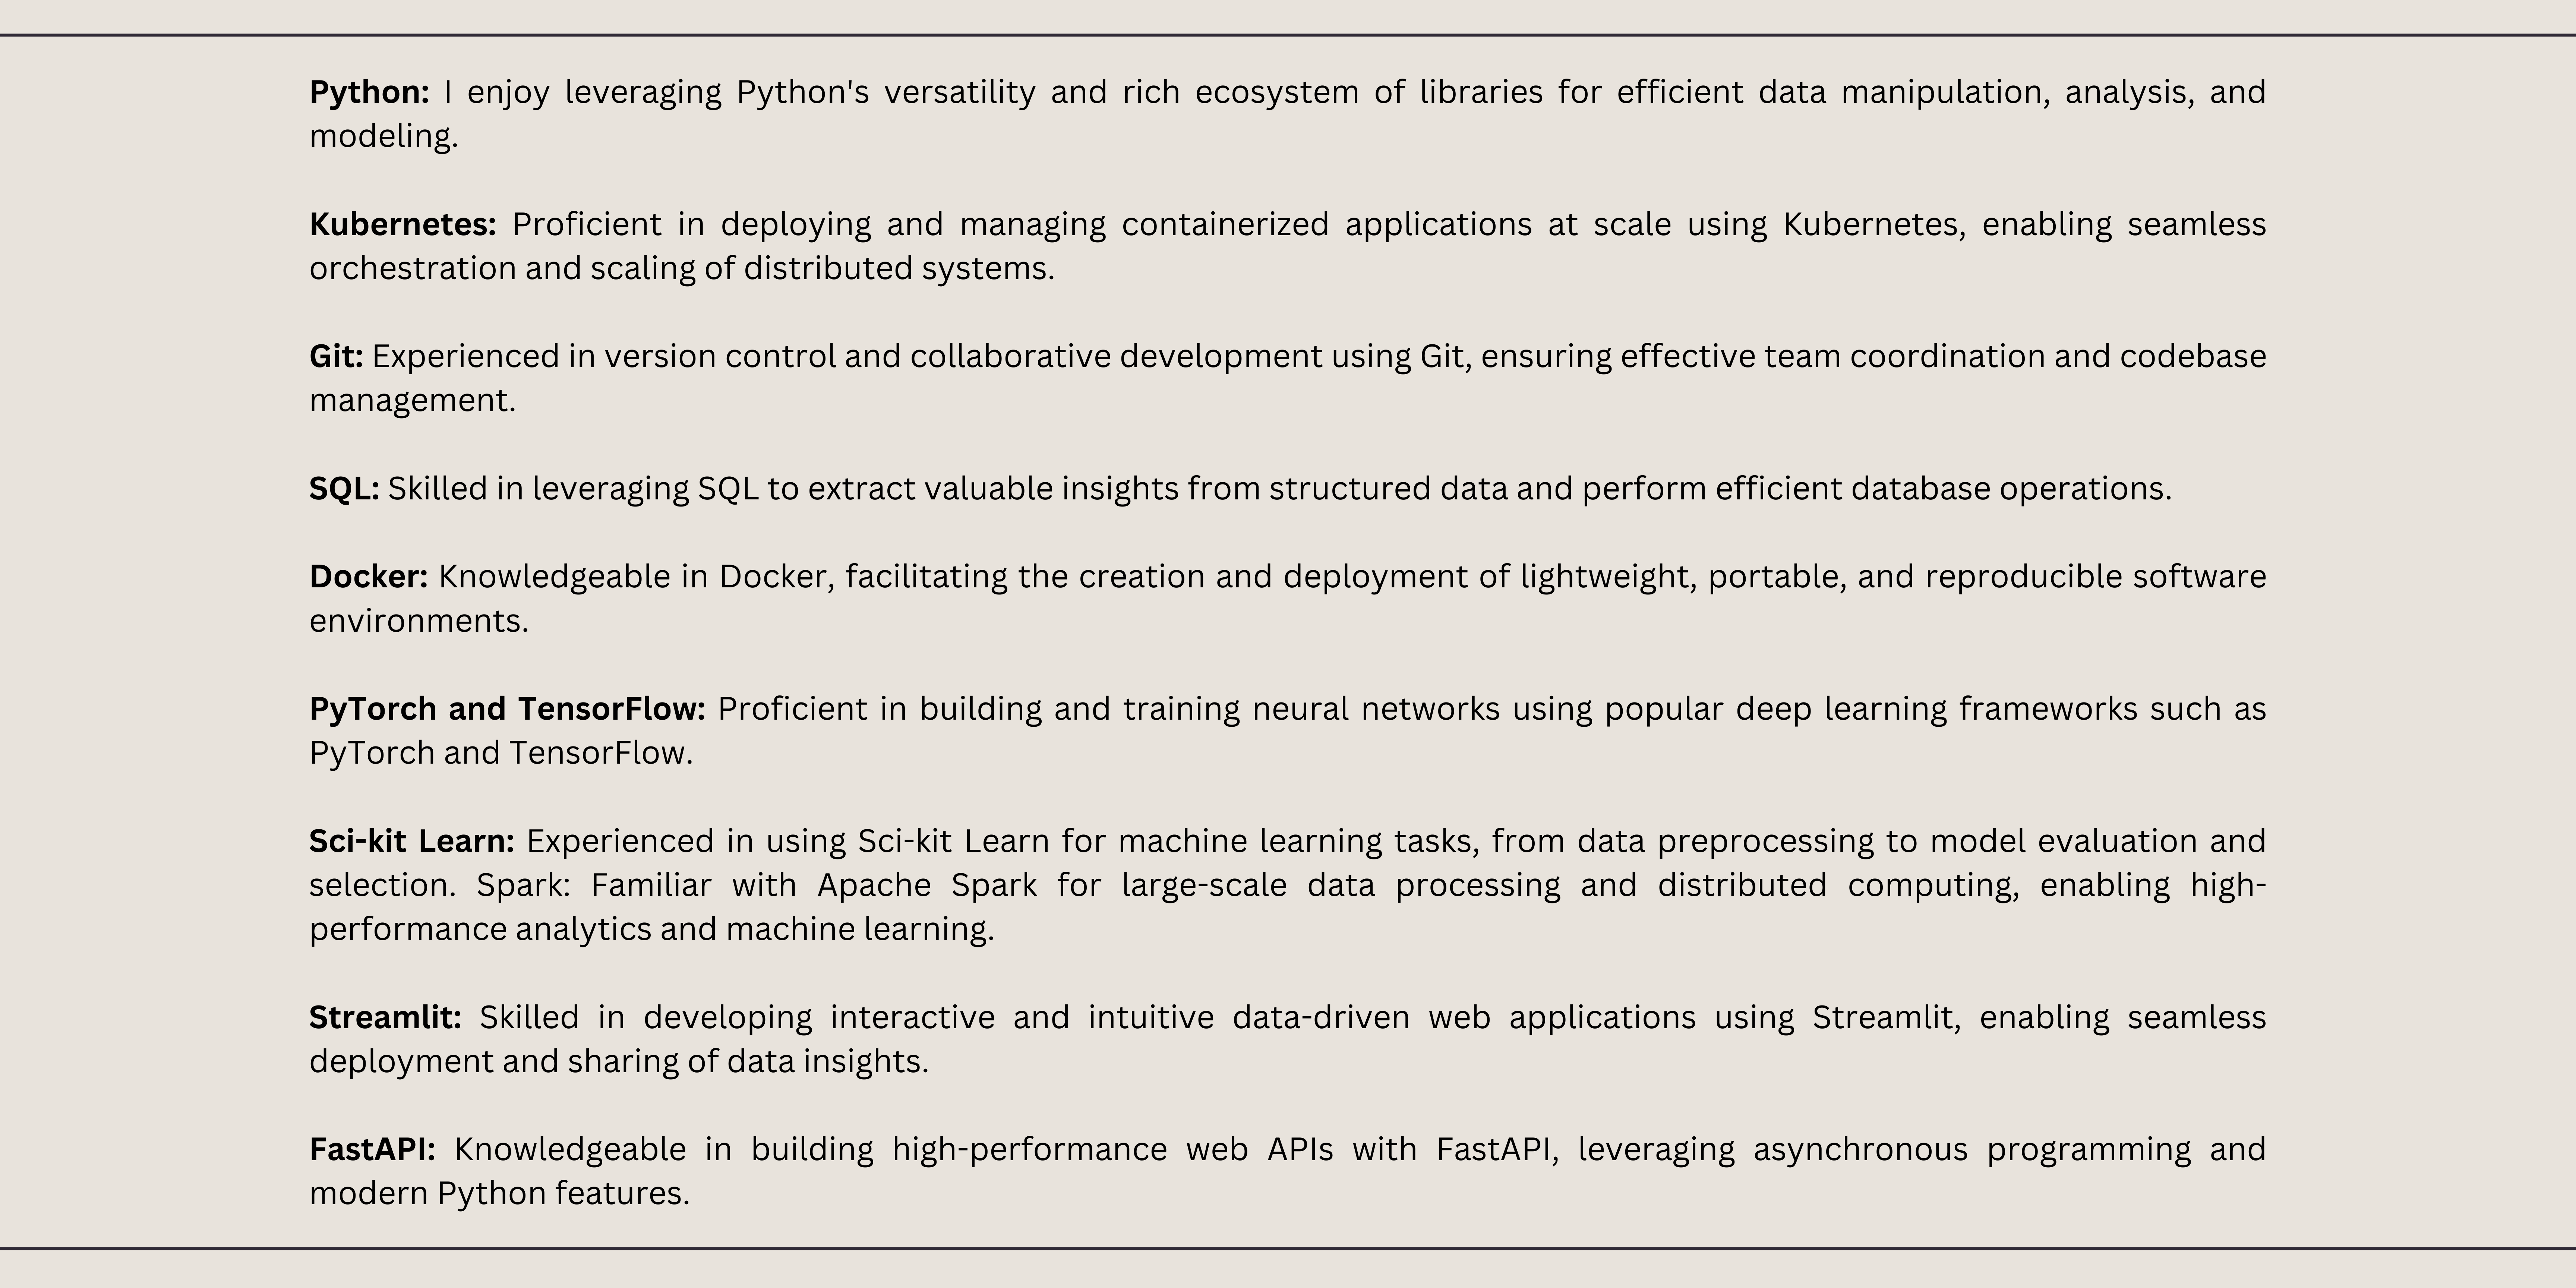 Python: I enjoy leveraging Python's versatility and rich ecosystem of libraries for efficient data manipulation, analysis, and
modeling.
Kubernetes: Proficient in deploying and managing containerized applications at scale using Kubernetes, enabling seamless
orchestration and scaling of distributed systems.
Git: Experienced in version control and collaborative development using Git, ensuring effective team coordination and codebase
management.
SQL: Skilled in leveraging SQL to extract valuable insights from structured data and perform efficient database operations.
Docker: Knowledgeable in Docker, facilitating the creation and deployment of lightweight, portable, and reproducible software
environments.
PyTorch and TensorFlow: Proficient in building and training neural networks using popular deep learning frameworks such as
PyTorch and TensorFlow.
Sci-kit Learn: Experienced in using Sci-kit Learn for machine learning tasks, from data preprocessing to model evaluation and
selection. Spark: Familiar with Apache Spark for large-scale data processing and distributed computing, enabling high-
performance analytics and machine learning.
Streamlit: Skilled in developing interactive and intuitive data-driven web applications using Streamlit, enabling seamless
deployment and sharing of data insights.
FastAPI: Knowledgeable in building high-performance web APIs with FastAPI, leveraging asynchronous programming and
modern Python features.